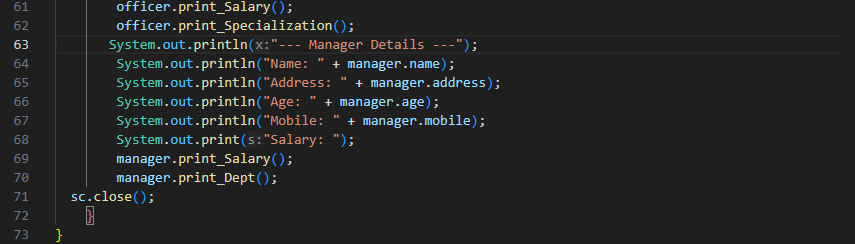 61 officer.print_Salary();
62 officer.print_Specialization();
63 System.out.println(x:"--- Manager Details ---");
64 System.out.println("Name: " + manager.name);
65 System.out.println("Address: " + manager.address);
66 System.out.println("Age: " + manager.age);
67 System.out.println("Mobile: " + manager.mobile);
68 System.out.print(s:"Salary: ");
69 manager.print_Salary();
70 manager.print_Dept();
71 sc.close();
72 }
73 }